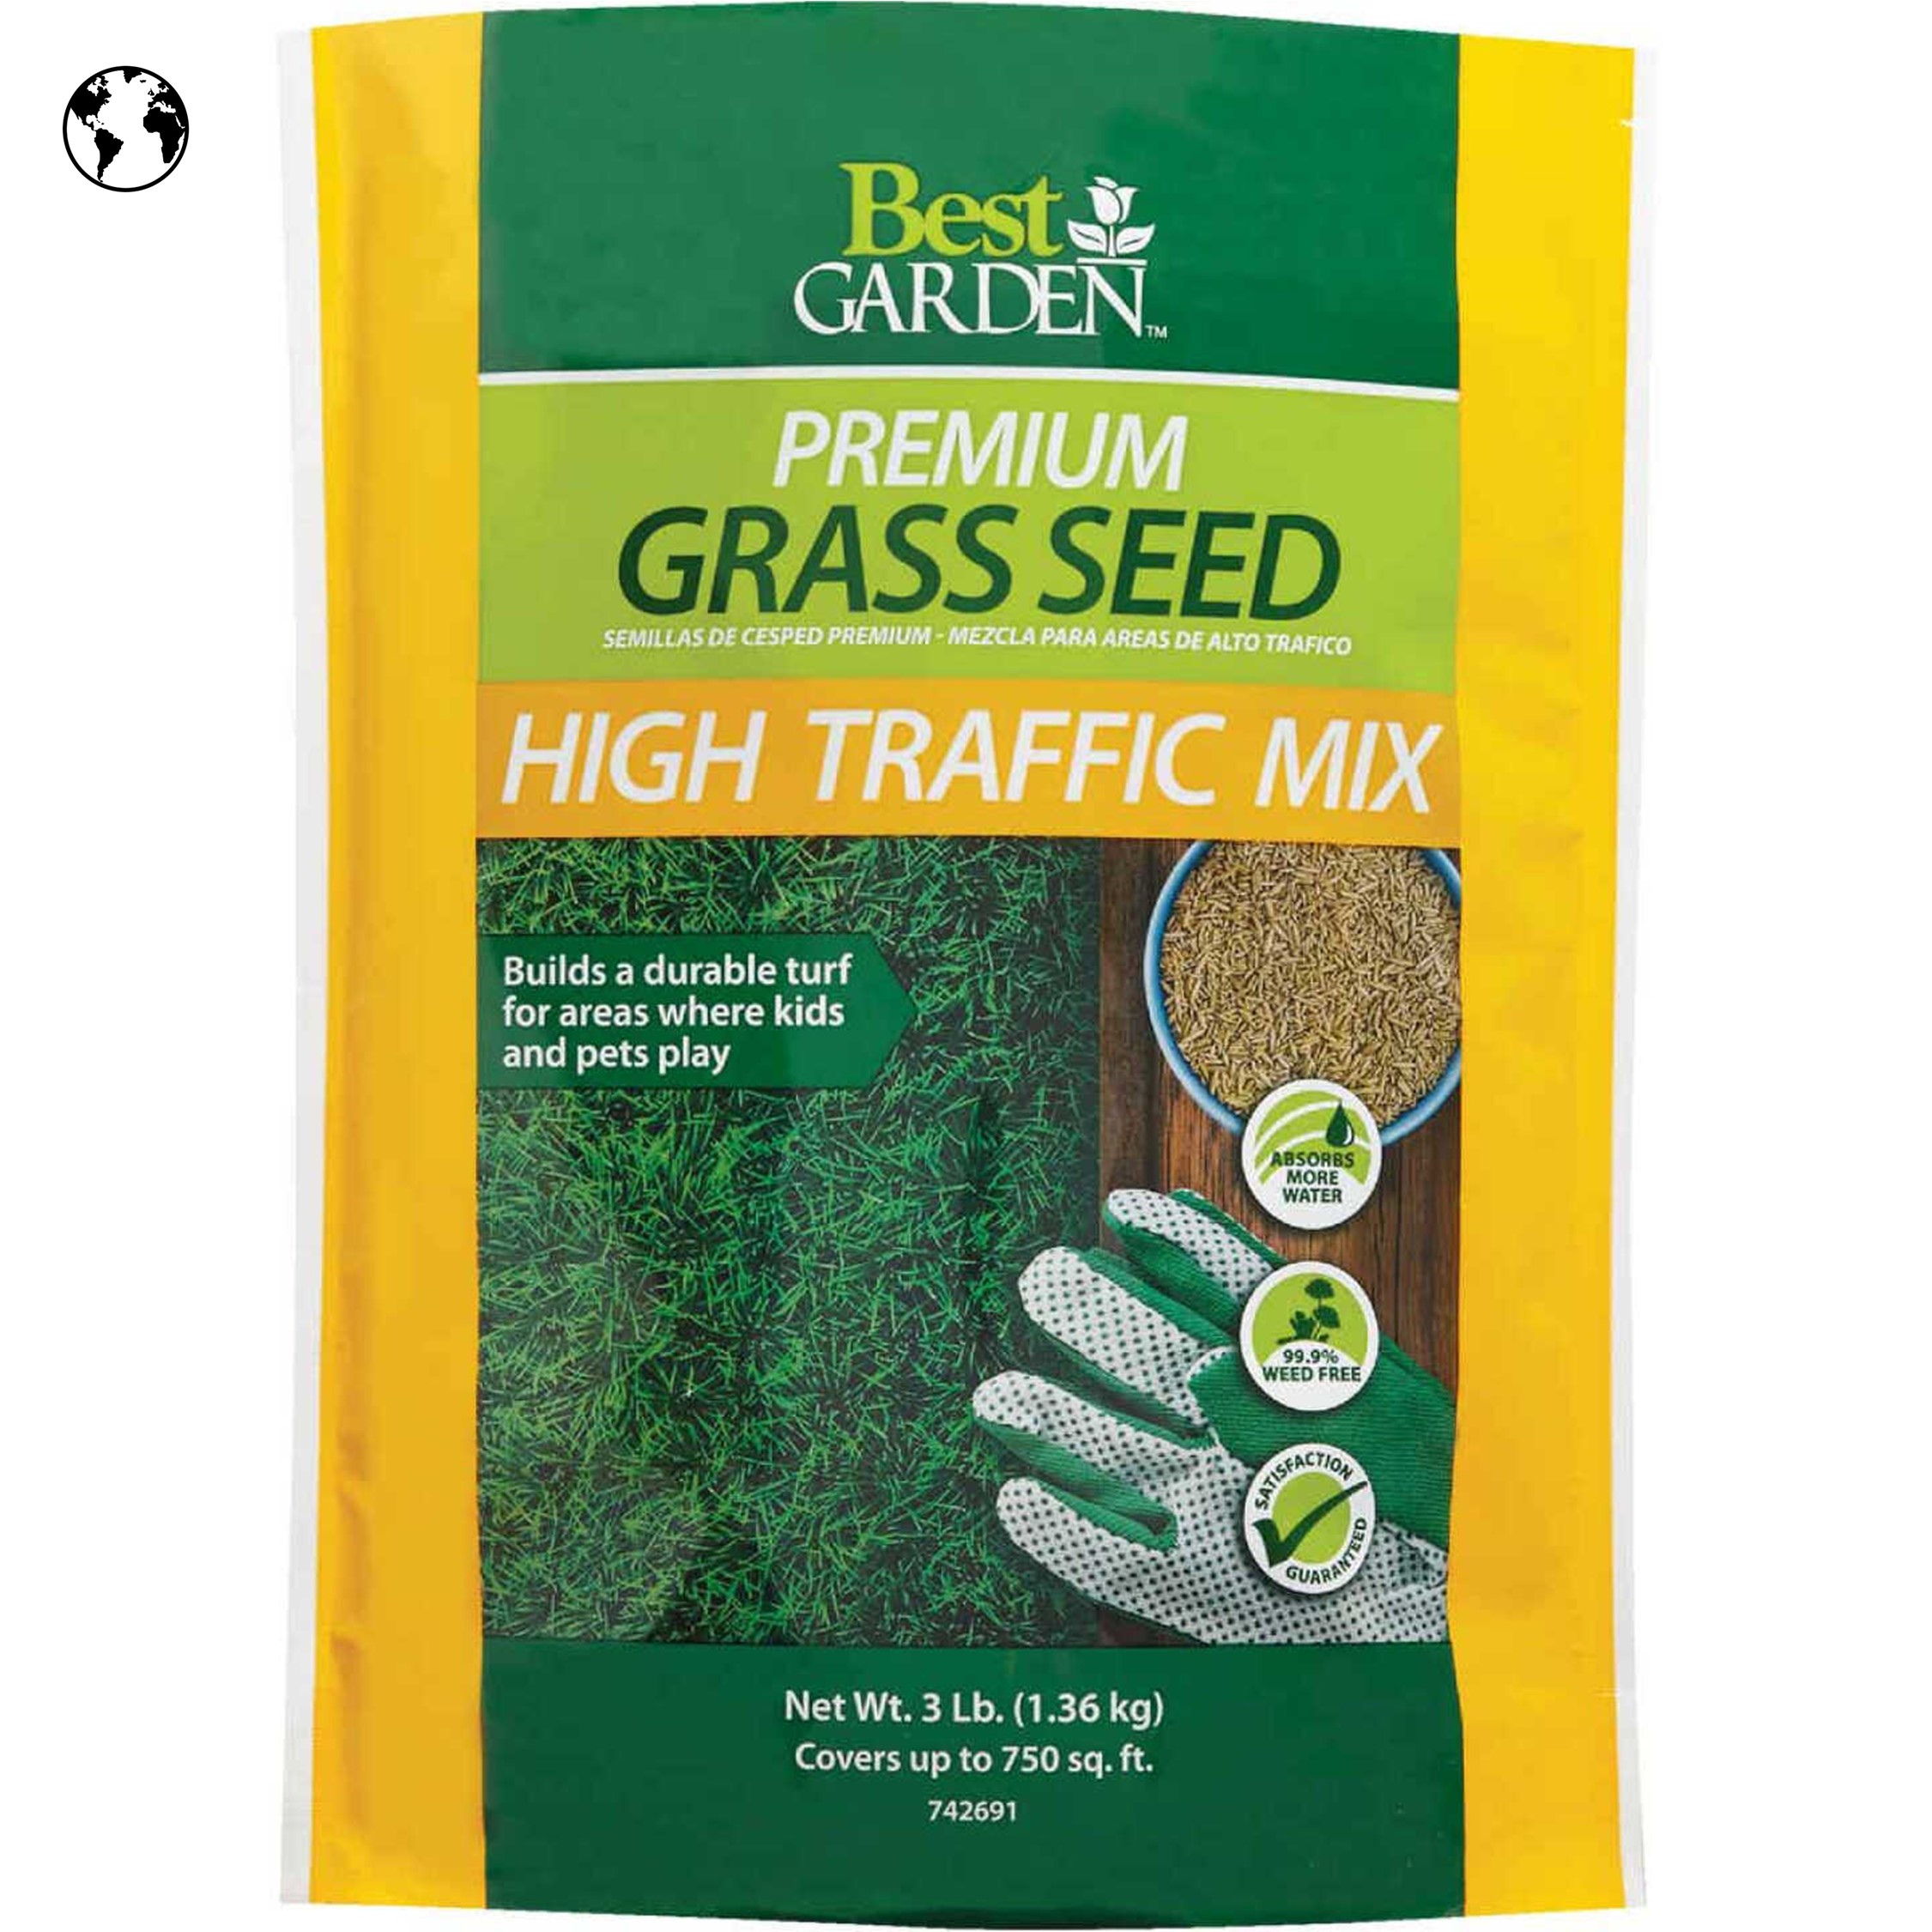 Best
GARDEN™
PREMIUM
GRASS SEED
SEMILLAS DE CESPED PREMIUM - MEZCLA PARA AREAS DE ALTO TRAFICO
HIGH TRAFFIC MIX
Builds a durable turf
for areas where kids
and pets play
ABSORBS
MORE
WATER
99.9%
WEED FREE
SATISFACTION
GUARANTEED
Net Wt. 3 Lb. (1.36 kg)
Covers up to 750 sq. ft.
742691